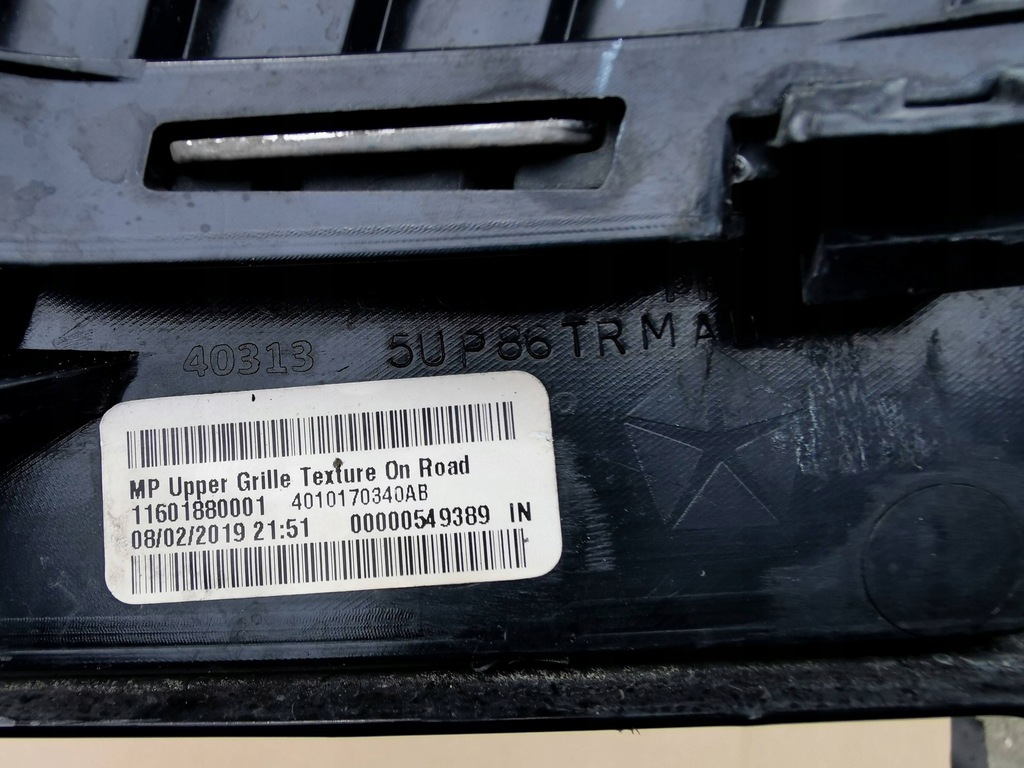 40313 5UP86TRMA
MP Upper Grille Texture On Road
11601880001 4010170340AB
08/02/2019 21:51 00000549389 IN